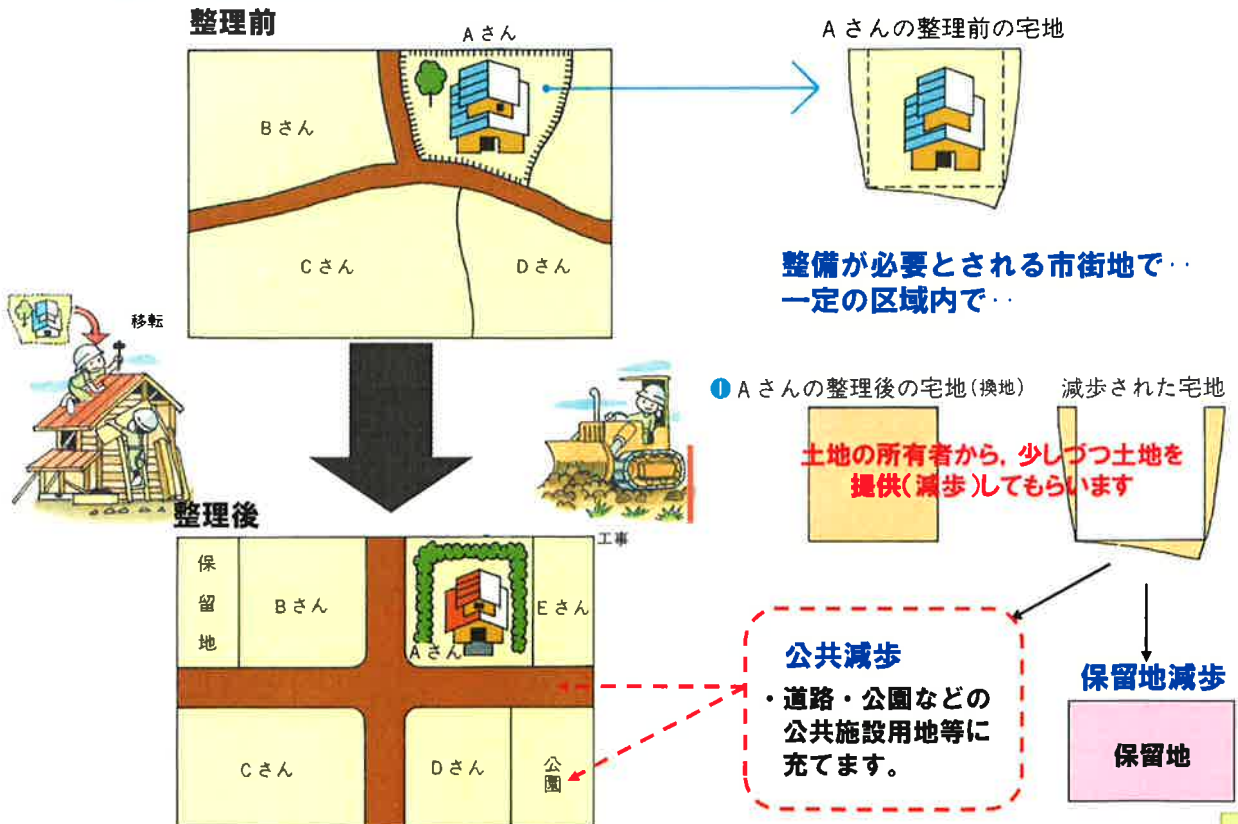 整理前
Aさん
Bさん
Cさん
Dさん
Aさんの整理前の宅地
整備が必要とされる市街地で‥
一定の区域内で‥
移転
工事
❶Aさんの整理後の宅地(換地)
減歩された宅地
土地の所有者から,少しづつ土地を
提供(減歩)してもらいます
整理後
保留地
Bさん
Aさん
Eさん
Cさん
Dさん
公園
公共減歩
・道路・公園などの
公共施設用地等に
充てます。
保留地減歩
保留地